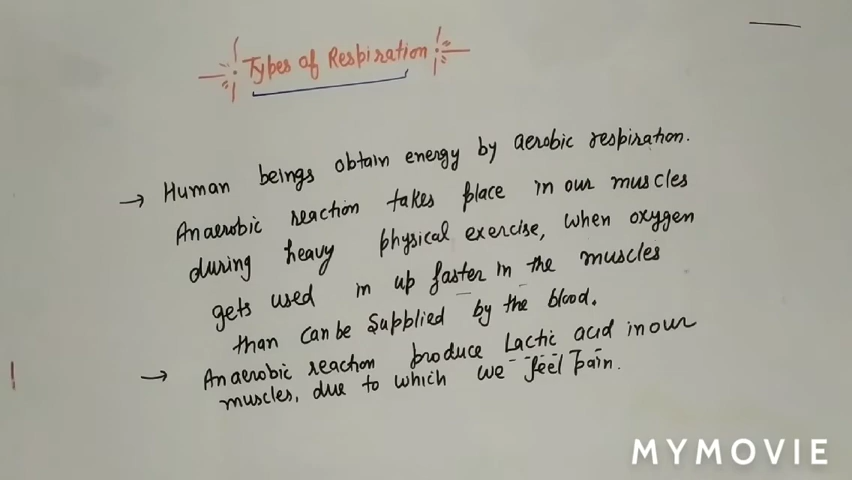 Types of Respiration
→ Human beings obtain energy by aerobic respiration.
Anaerobic reaction takes place in our muscles
during heavy physical exercise, when oxygen
gets used in up faster in the muscles
than can be supplied by the blood.
→ Anaerobic reaction produce Lactic acid in our
muscles, due to which we feel pain.
MYMOVIE